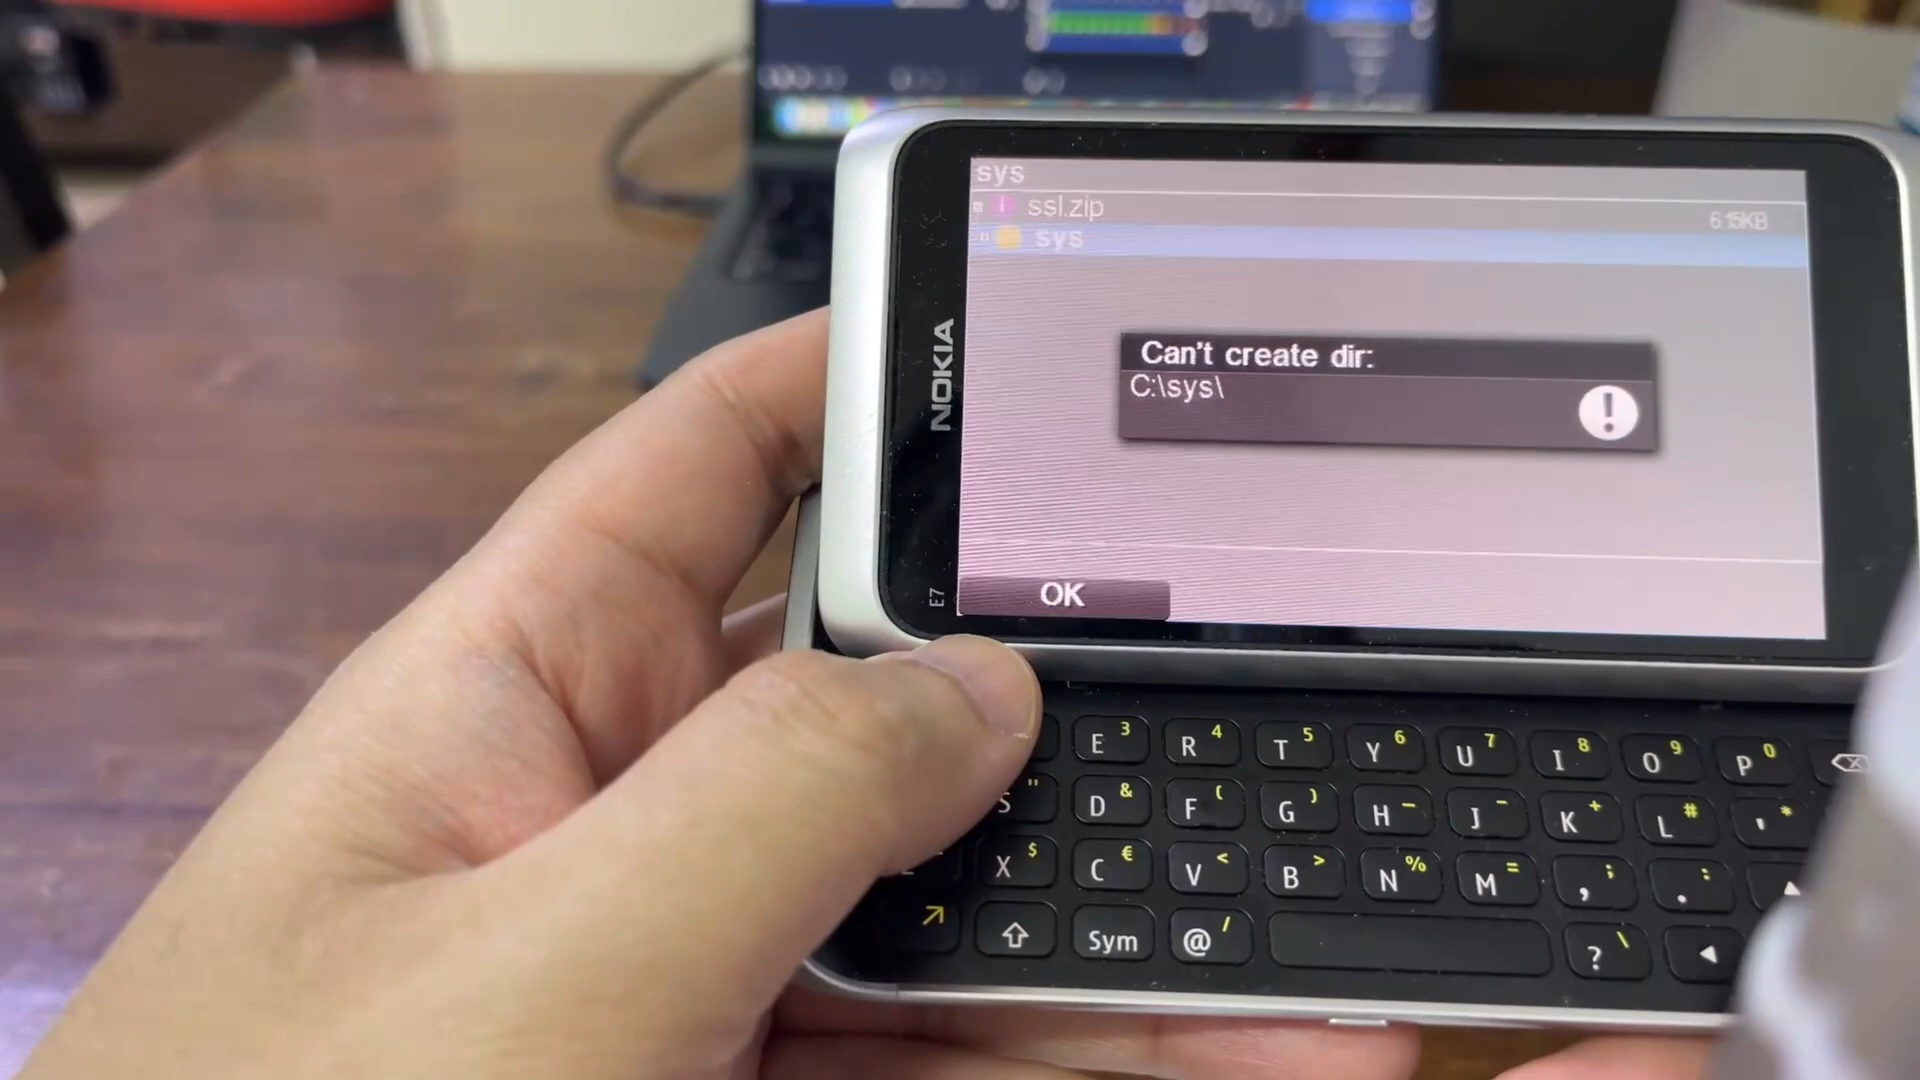 sys
ssl.zip
6.15KB
sys
Can't create dir:
C:\sys\
OK
NOKIA
E7
E 3 R 4 T 5 Y 6 U 7 I 8 O 9 P 0
S " D & F ( G ) H _ J - K + L # ' *
X $ C € V < B > N % M = , ; . :
Sym @ / ? \